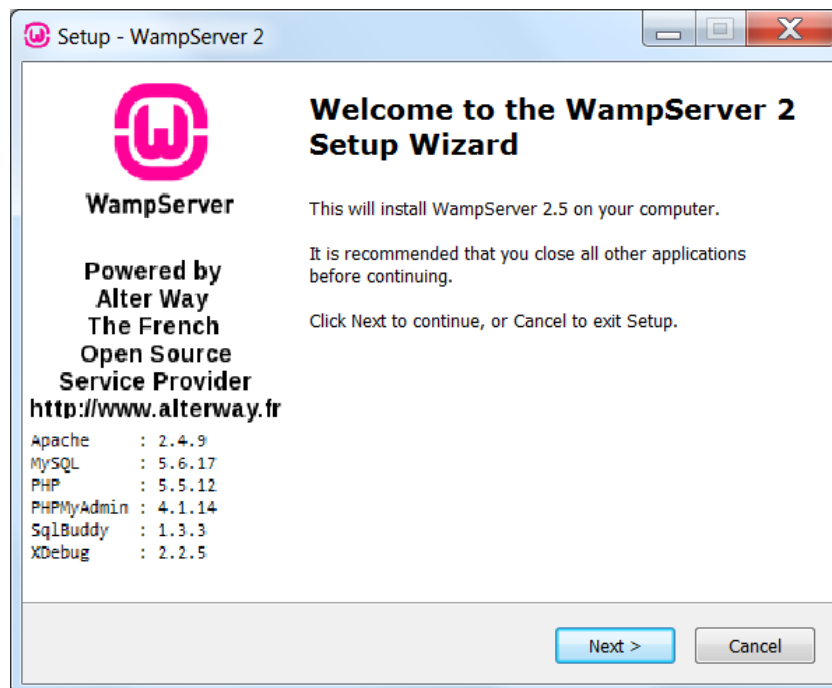 Setup - WampServer 2
WampServer
Powered by
Alter Way
The French
Open Source
Service Provider
http://www.alterway.fr
Apache : 2.4.9
MySQL : 5.6.17
PHP : 5.5.12
PHPMyAdmin : 4.1.14
SqlBuddy : 1.3.3
XDebug : 2.2.5
Welcome to the WampServer 2
Setup Wizard
This will install WampServer 2.5 on your computer.
It is recommended that you close all other applications
before continuing.
Click Next to continue, or Cancel to exit Setup.
Next >
Cancel